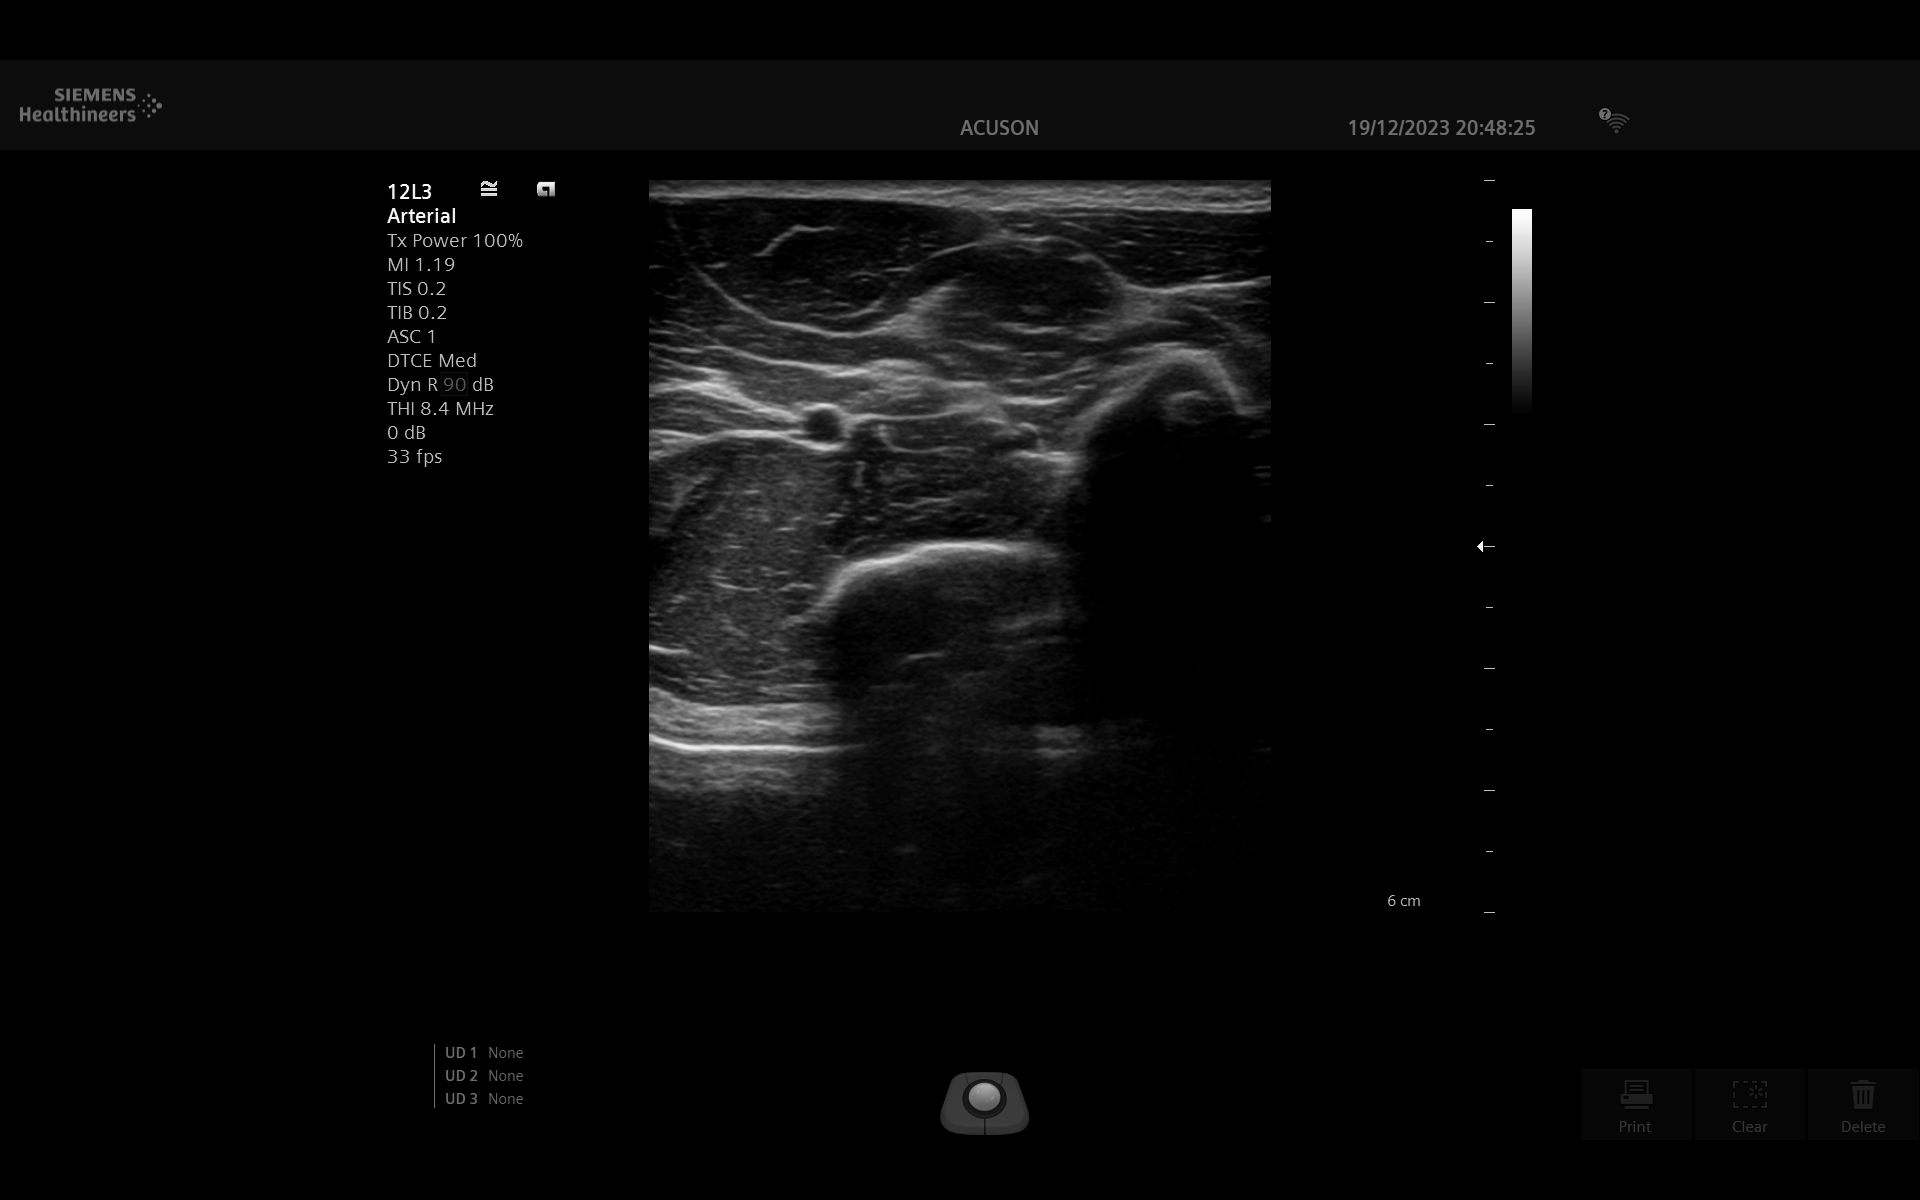 SIEMENS
Healthineers
ACUSON
19/12/2023 20:48:25
?
12L3
Arterial
Tx Power 100%
MI 1.19
TIS 0.2
TIB 0.2
ASC 1
DTCE Med
Dyn R 90 dB
THI 8.4 MHz
0 dB
33 fps
6 cm
UD 1 None
UD 2 None
UD 3 None
Print
Clear
Delete